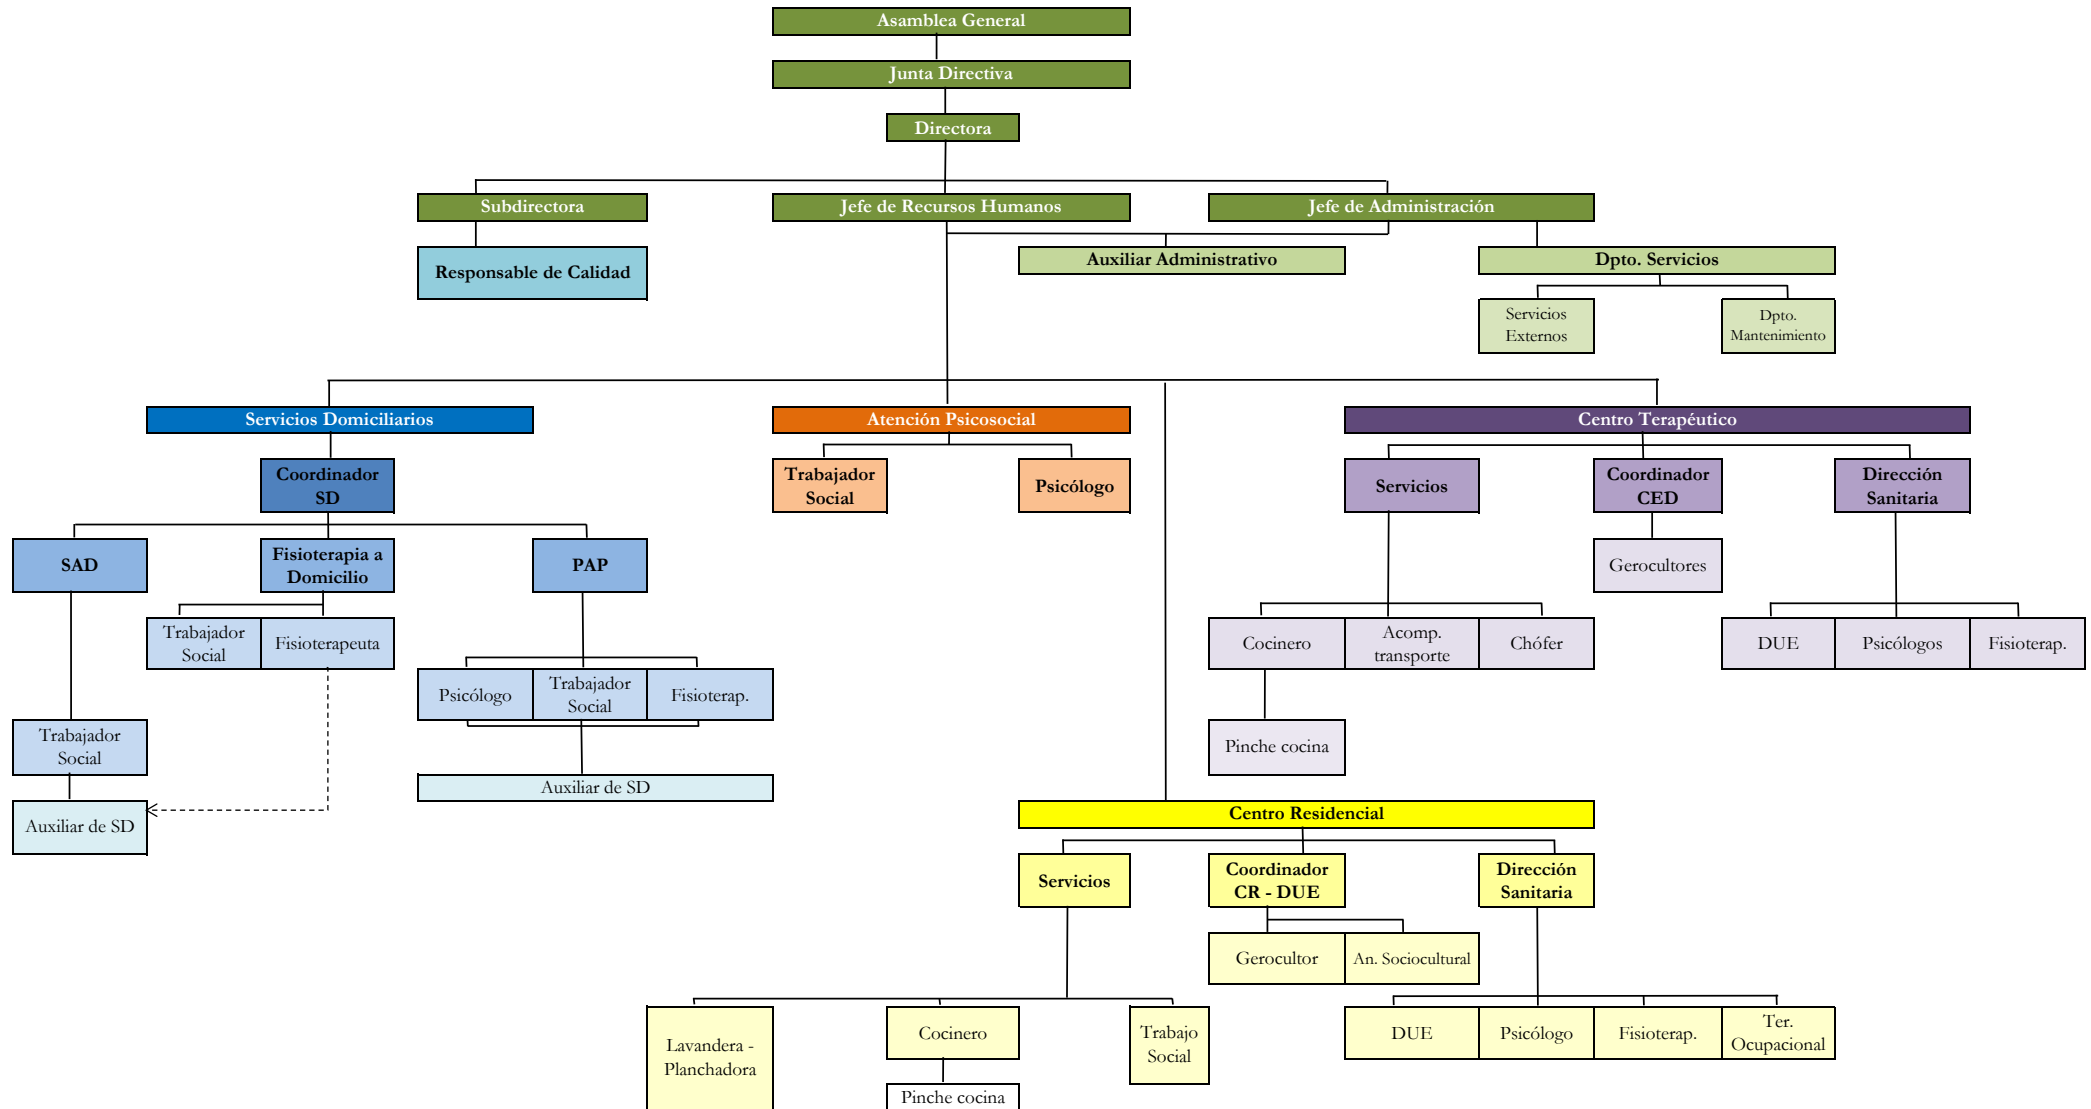 Asamblea General
Junta Directiva
Directora
Subdirectora
Jefe de Recursos Humanos
Jefe de Administración
Responsable de Calidad
Auxiliar Administrativo
Dpto. Servicios
Servicios
Externos
Dpto.
Mantenimiento
Servicios Domiciliarios
Atención Psicosocial
Centro Terapéutico
Coordinador
SD
Trabajador
Social
Psicólogo
Servicios
Coordinador
CED
Dirección
Sanitaria
SAD
Fisioterapia a
Domicilio
PAP
Gerocultores
Trabajador
Social
Fisioterapeuta
Cocinero
Acomp.
transporte
Chófer
DUE
Psicólogos
Fisioterap.
Psicólogo
Trabajador
Social
Fisioterap.
Trabajador
Social
Pinche cocina
Auxiliar de SD
Auxiliar de SD
Centro Residencial
Servicios
Coordinador
CR - DUE
Dirección
Sanitaria
Gerocultor
An. Sociocultural
Lavandera -
Planchadora
Cocinero
Trabajo
Social
DUE
Psicólogo
Fisioterap.
Ter.
Ocupacional
Pinche cocina